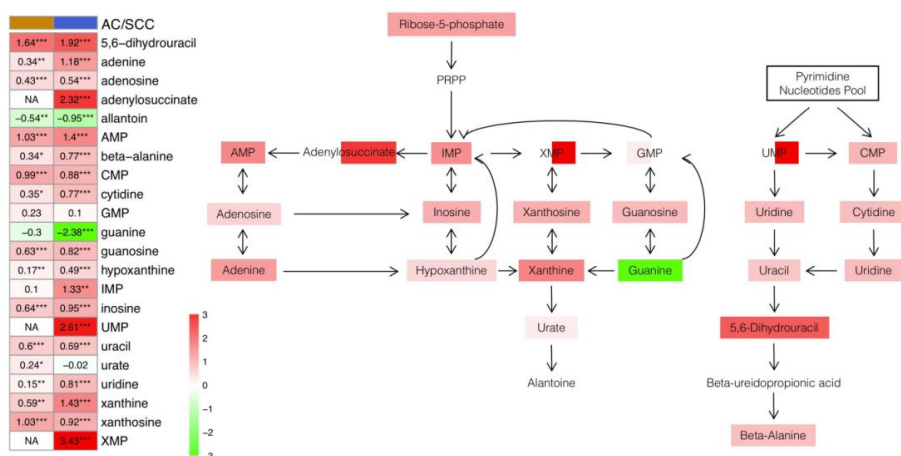 AC/SCC
1.64*** 1.92*** 5,6-dihydrouracil
0.34** 1.18*** adenine
0.43*** 0.54*** adenosine
NA 2.32*** adenylosuccinate
-0.54** -0.95*** allantoin
1.03*** 1.4*** AMP
0.34* 0.77*** beta-alanine
0.99*** 0.88*** CMP
0.35* 0.77*** cytidine
0.23 0.1 GMP
-0.3 -2.38*** guanine
0.63*** 0.82*** guanosine
0.17** 0.49*** hypoxanthine
0.1 1.33** IMP
0.64*** 0.95*** inosine
NA 2.61*** UMP
0.6*** 0.69*** uracil
0.24* -0.02 urate
0.15** 0.81*** uridine
0.59** 1.43*** xanthine
1.03*** 0.92*** xanthosine
NA 3.43*** XMP
3
2
1
0
-1
-2
-3
Ribose-5-phosphate
PRPP
AMP Adenylosuccinate IMP XMP GMP
Adenosine Inosine Xanthosine Guanosine
Adenine Hypoxanthine Xanthine Guanine
Urate
Alantoine
Pyrimidine
Nucleotides Pool
UMP CMP
Uridine Cytidine
Uracil Uridine
5,6-Dihydrouracil
Beta-ureidopropionic acid
Beta-Alanine